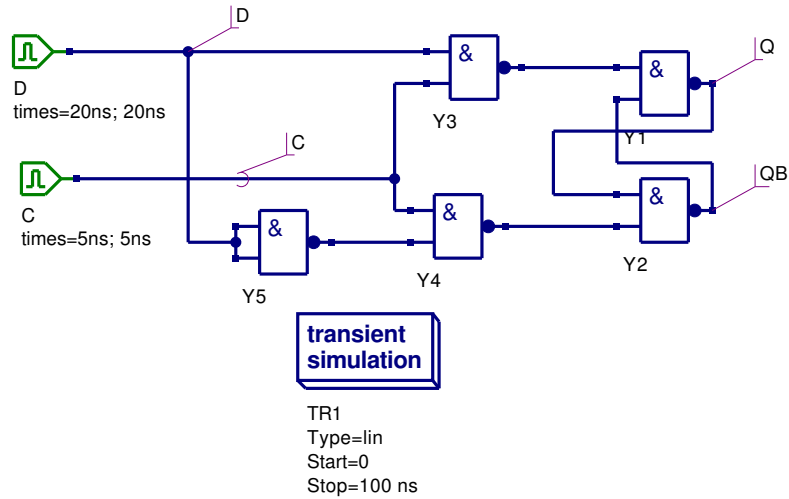 D
D
times=20ns; 20ns
&
Y3
&
Y1
Q
C
C
times=5ns; 5ns
&
Y5
&
Y4
&
Y2
QB
transient
simulation
TR1
Type=lin
Start=0
Stop=100 ns